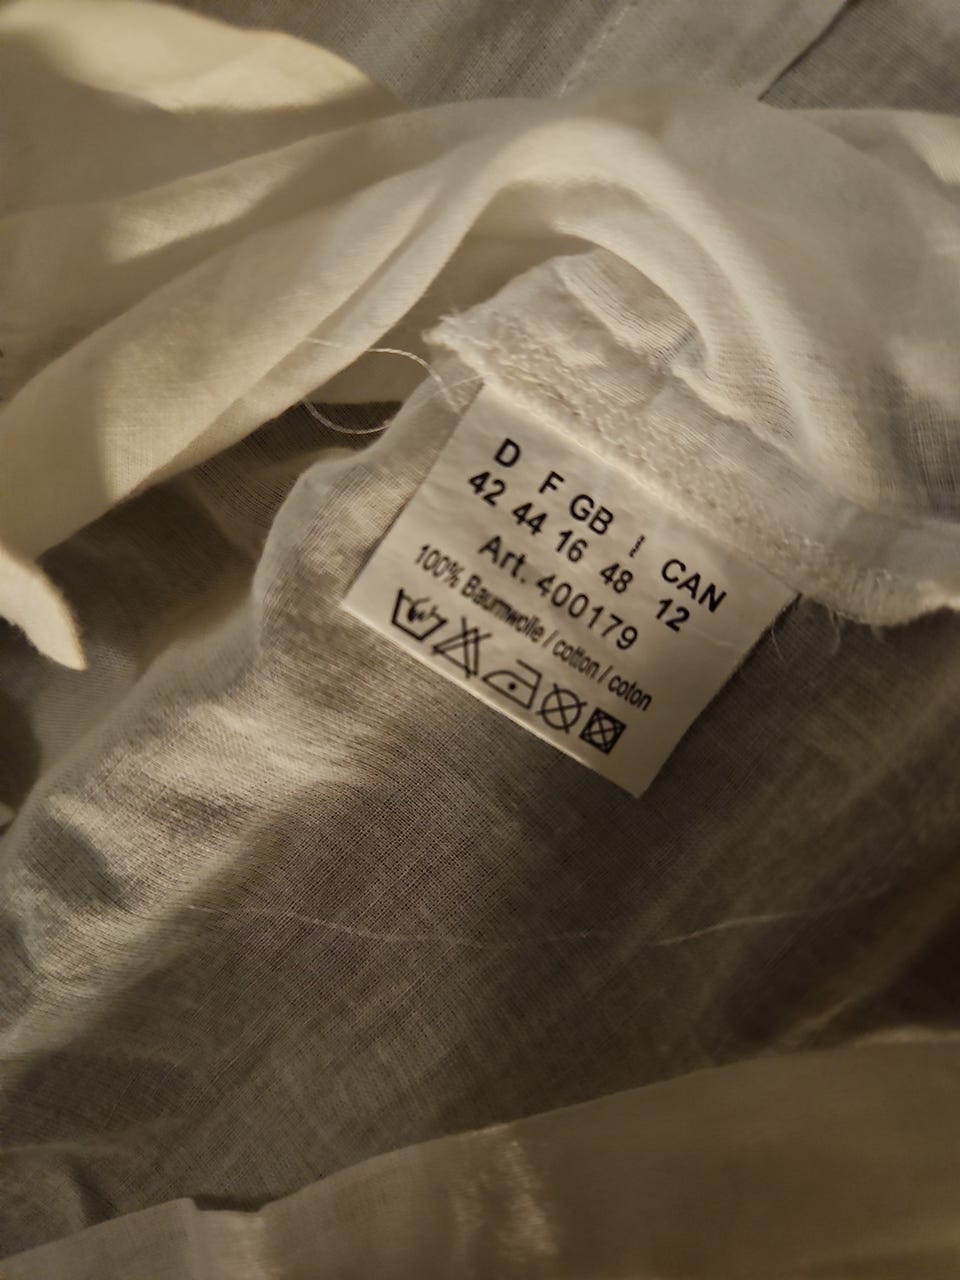 D F GB I CAN
42 44 16 48 12
Art. 400179
100% Baumwolle / cotton / coton